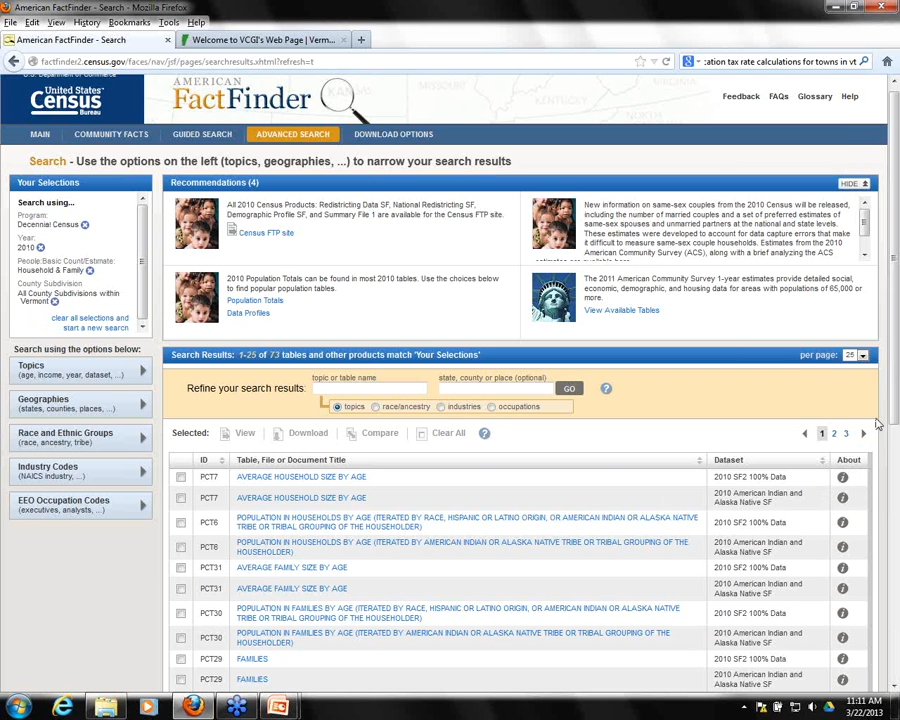 American FactFinder - Search - Mozilla Firefox
File Edit View History Bookmarks Tools Help
American FactFinder - Search × Welcome to VCGI's Web Page | Verm... × +
factfinder2.census.gov/faces/nav/jsf/pages/searchresults.xhtml?refresh=t
:ation tax rate calculations for towns in vt
U.S. Department of Commerce
United States®
Census
Bureau
AMERICAN
FactFinder
KANSAS
MISSOURI
KENTUCKY
Feedback FAQs Glossary Help
MAIN COMMUNITY FACTS GUIDED SEARCH ADVANCED SEARCH DOWNLOAD OPTIONS
Search - Use the options on the left (topics, geographies, ...) to narrow your search results
Your Selections
Search using...
Program:
Decennial Census
Year:
2010
People:Basic Count/Estimate:
Household & Family
County Subdivision
All County Subdivisions within
Vermont
clear all selections and
start a new search
Search using the options below:
Topics
(age, income, year, dataset, ...)
Geographies
(states, counties, places, ...)
Race and Ethnic Groups
(race, ancestry, tribe)
Industry Codes
(NAICS industry, ...)
EEO Occupation Codes
(executives, analysts, ...)
Recommendations (4)
HIDE
All 2010 Census Products: Redistricting Data SF, National Redistricting SF,
Demographic Profile SF, and Summary File 1 are available for the Census FTP site.
Census FTP site
New information on same-sex couples from the 2010 Census will be released,
including the number of married couples and a set of preferred estimates of
same-sex spouses and unmarried partners at the national and state levels.
These estimates were developed to account for data capture errors that make
it difficult to measure same-sex couple households. Estimates from the 2010
American Community Survey (ACS), along with a brief analyzing the ACS
2010 Population Totals can be found in most 2010 tables. Use the choices below
to find popular population tables.
Population Totals
Data Profiles
The 2011 American Community Survey 1-year estimates provide detailed social,
economic, demographic, and housing data for areas with populations of 65,000 or
more.
View Available Tables
Search Results: 1-25 of 73 tables and other products match 'Your Selections'
per page: 25
Refine your search results:
topic or table name
state, county or place (optional)
GO
?
topics race/ancestry industries occupations
Selected: View Download Compare Clear All ?
1 2 3
ID Table, File or Document Title Dataset About
PCT7 AVERAGE HOUSEHOLD SIZE BY AGE 2010 SF2 100% Data
PCT7 AVERAGE HOUSEHOLD SIZE BY AGE 2010 American Indian and
Alaska Native SF
PCT6 POPULATION IN HOUSEHOLDS BY AGE (ITERATED BY RACE, HISPANIC OR LATINO ORIGIN, OR AMERICAN INDIAN OR ALASKA NATIVE
TRIBE OR TRIBAL GROUPING OF THE HOUSEHOLDER) 2010 SF2 100% Data
PCT6 POPULATION IN HOUSEHOLDS BY AGE (ITERATED BY AMERICAN INDIAN OR ALASKA NATIVE TRIBE OR TRIBAL GROUPING OF THE
HOUSEHOLDER) 2010 American Indian and
Alaska Native SF
PCT31 AVERAGE FAMILY SIZE BY AGE 2010 SF2 100% Data
PCT31 AVERAGE FAMILY SIZE BY AGE 2010 American Indian and
Alaska Native SF
PCT30 POPULATION IN FAMILIES BY AGE (ITERATED BY RACE, HISPANIC OR LATINO ORIGIN, OR AMERICAN INDIAN OR ALASKA NATIVE
TRIBE OR TRIBAL GROUPING OF THE HOUSEHOLDER) 2010 SF2 100% Data
PCT30 POPULATION IN FAMILIES BY AGE (ITERATED BY AMERICAN INDIAN OR ALASKA NATIVE TRIBE OR TRIBAL GROUPING OF THE
HOUSEHOLDER) 2010 American Indian and
Alaska Native SF
PCT29 FAMILIES 2010 SF2 100% Data
PCT29 FAMILIES 2010 American Indian and
Alaska Native SF
11:11 AM
3/22/2013